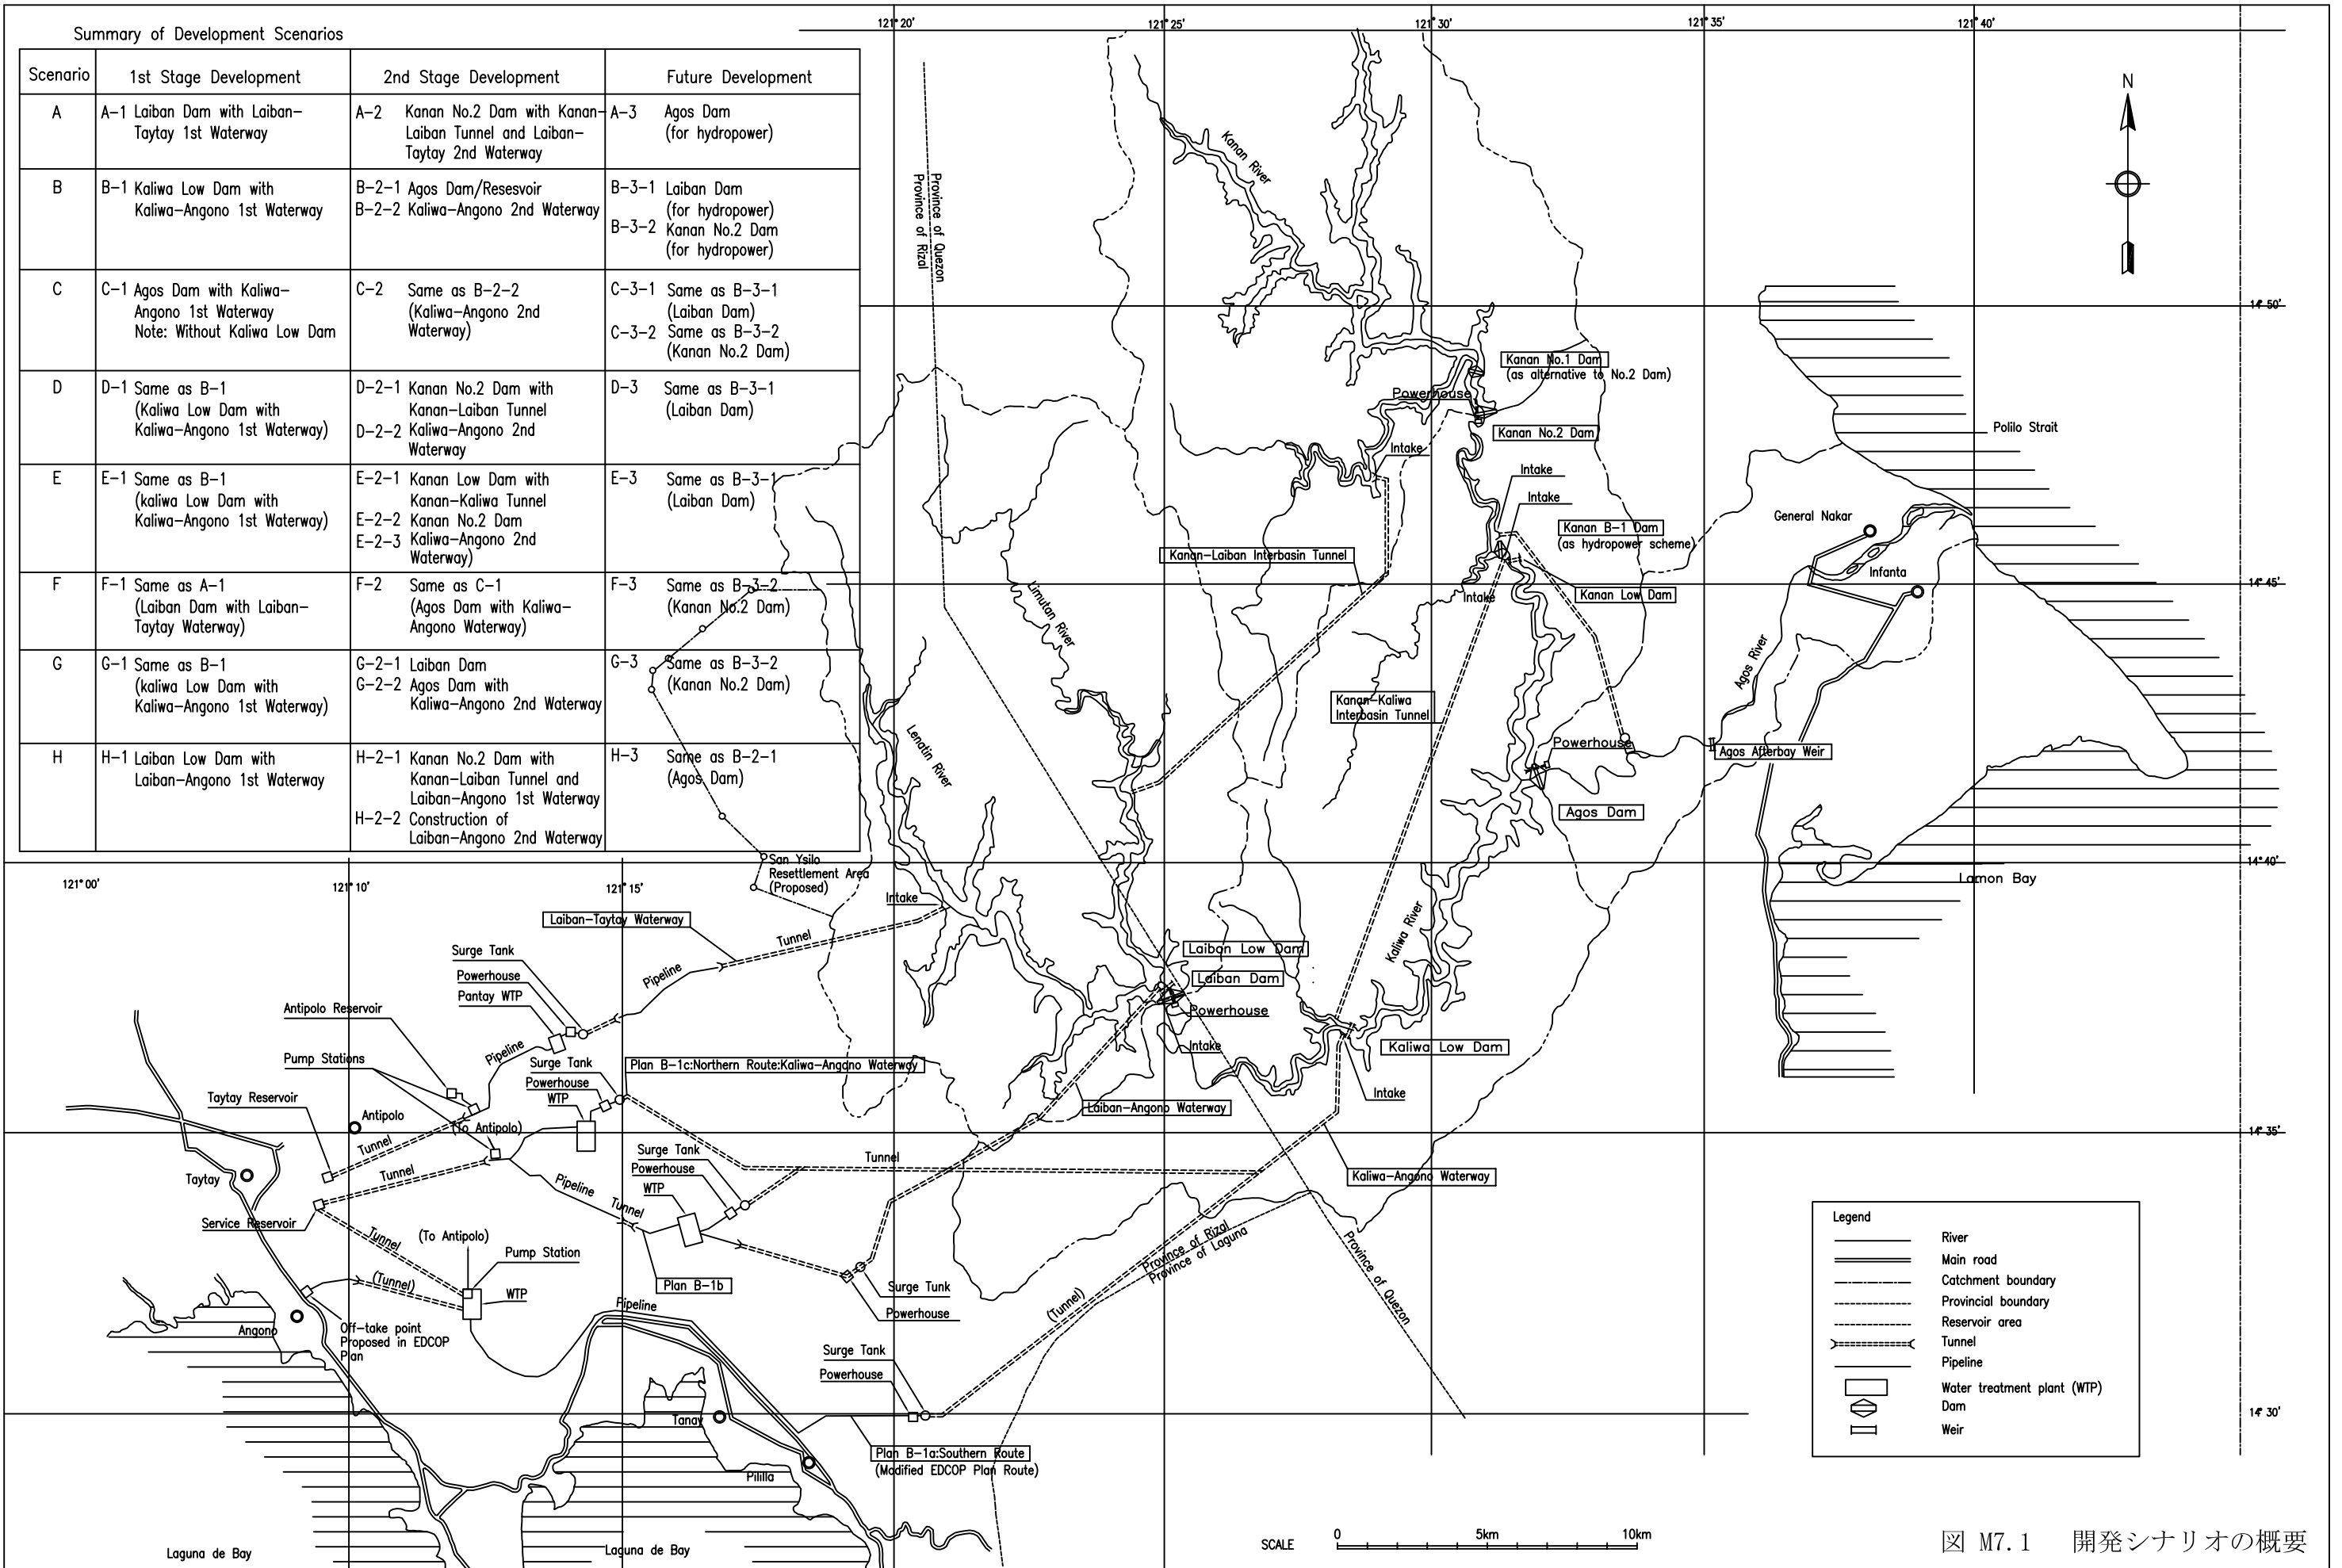 Summary of Development Scenarios
Scenario 1st Stage Development 2nd Stage Development Future Development
A
A-1 Laiban Dam with Laiban-
Taytay 1st Waterway
A-2 Kanan No.2 Dam with Kanan-
Laiban Tunnel and Laiban-
Taytay 2nd Waterway
A-3 Agos Dam
(for hydropower)
B
B-1 Kaliwa Low Dam with
Kaliwa-Angono 1st Waterway
B-2-1 Agos Dam/Resesvoir
B-2-2 Kaliwa-Angono 2nd Waterway
B-3-1 Laiban Dam
(for hydropower)
B-3-2 Kanan No.2 Dam
(for hydropower)
C
C-1 Agos Dam with Kaliwa-
Angono 1st Waterway
Note: Without Kaliwa Low Dam
C-2 Same as B-2-2
(Kaliwa-Angono 2nd
Waterway)
C-3-1 Same as B-3-1
(Laiban Dam)
C-3-2 Same as B-3-2
(Kanan No.2 Dam)
D
D-1 Same as B-1
(Kaliwa Low Dam with
Kaliwa-Angono 1st Waterway)
D-2-1 Kanan No.2 Dam with
Kanan-Laiban Tunnel
D-2-2 Kaliwa-Angono 2nd
Waterway
D-3 Same as B-3-1
(Laiban Dam)
E
E-1 Same as B-1
(kaliwa Low Dam with
Kaliwa-Angono 1st Waterway)
E-2-1 Kanan Low Dam with
Kanan-Kaliwa Tunnel
E-2-2 Kanan No.2 Dam
E-2-3 Kaliwa-Angono 2nd
Waterway)
E-3 Same as B-3-1
(Laiban Dam)
F
F-1 Same as A-1
(Laiban Dam with Laiban-
Taytay Waterway)
F-2 Same as C-1
(Agos Dam with Kaliwa-
Angono Waterway)
F-3 Same as B-3-2
(Kanan No.2 Dam)
G
G-1 Same as B-1
(kaliwa Low Dam with
Kaliwa-Angono 1st Waterway)
G-2-1 Laiban Dam
G-2-2 Agos Dam with
Kaliwa-Angono 2nd Waterway
G-3 Same as B-3-2
(Kanan No.2 Dam)
H
H-1 Laiban Low Dam with
Laiban-Angono 1st Waterway
H-2-1 Kanan No.2 Dam with
Kanan-Laiban Tunnel and
Laiban-Angono 1st Waterway
H-2-2 Construction of
Laiban-Angono 2nd Waterway
H-3 Same as B-2-1
(Agos Dam)
121° 20'
121° 25'
121° 30'
121° 35'
121° 40'
N
Kanan River
Province of Quezon
Province of Rizal
14° 50'
Kanan No.1 Dam
(as alternative to No.2 Dam)
Powerhouse
Kanan No.2 Dam
Intake
Intake
Intake
Polilo Strait
General Nakar
Infanta
Kanan B-1 Dam
(as hydropower scheme)
Kanan-Laiban Interbasin Tunnel
14° 45'
Intake
Kanan Low Dam
Limutan River
Agos River
Kanan-Kaliwa
Interbasin Tunnel
Lenatin River
Powerhouse
Agos Afterbay Weir
Agos Dam
14° 40'
Lamon Bay
121° 00'
121° 10'
121° 15'
San Ysilo
Resettlement Area
(Proposed)
Intake
Laiban-Taytay Waterway
Tunnel
Kaliwa River
Laiban Low Dam
Laiban Dam
Powerhouse
Intake
Surge Tank
Powerhouse
Pantay WTP
Pipeline
Antipolo Reservoir
Pump Stations
Pipeline
Surge Tank
Powerhouse
WTP
Plan B-1c:Northern Route:Kaliwa-Angono Waterway
Kaliwa Low Dam
Intake
Laiban-Angono Waterway
Taytay Reservoir
Antipolo
(To Antipolo)
Tunnel
14° 35'
Taytay
Tunnel
Surge Tank
Powerhouse
WTP
Tunnel
Kaliwa-Angono Waterway
Pipeline
Tunnel
Service Reservoir
Tunnel
(To Antipolo)
Pump Station
(Tunnel)
WTP
Plan B-1b
Surge Tunk
Powerhouse
Province of Rizal
Province of Laguna
Province of Quezon
(Tunnel)
Pipeline
Angono
Off-take point
Proposed in EDCOP
Plan
Surge Tank
Powerhouse
Tanay
Plan B-1a:Southern Route
(Modified EDCOP Plan Route)
Pililla
14° 30'
Laguna de Bay
Laguna de Bay
Legend
River
Main road
Catchment boundary
Provincial boundary
Reservoir area
Tunnel
Pipeline
Water treatment plant (WTP)
Dam
Weir
SCALE 0 5km 10km
図 M7.1 開発シナリオの概要